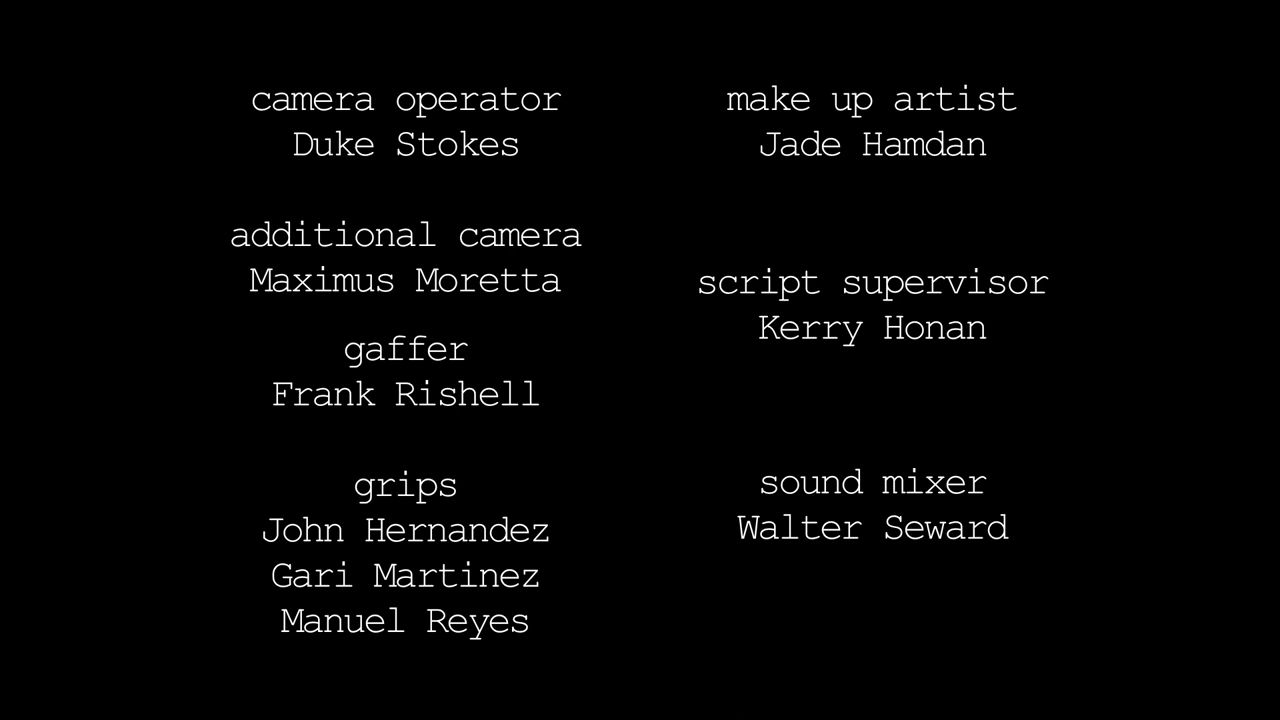 camera operator
Duke Stokes
additional camera
Maximus Moretta
gaffer
Frank Rishell
grips
John Hernandez
Gari Martinez
Manuel Reyes
make up artist
Jade Hamdan
script supervisor
Kerry Honan
sound mixer
Walter Seward